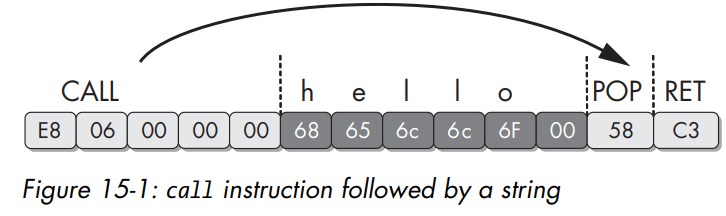 CALL h e l l o POP RET
E8 06 00 00 00 68 65 6c 6c 6F 00 58 C3
Figure 15-1: call instruction followed by a string